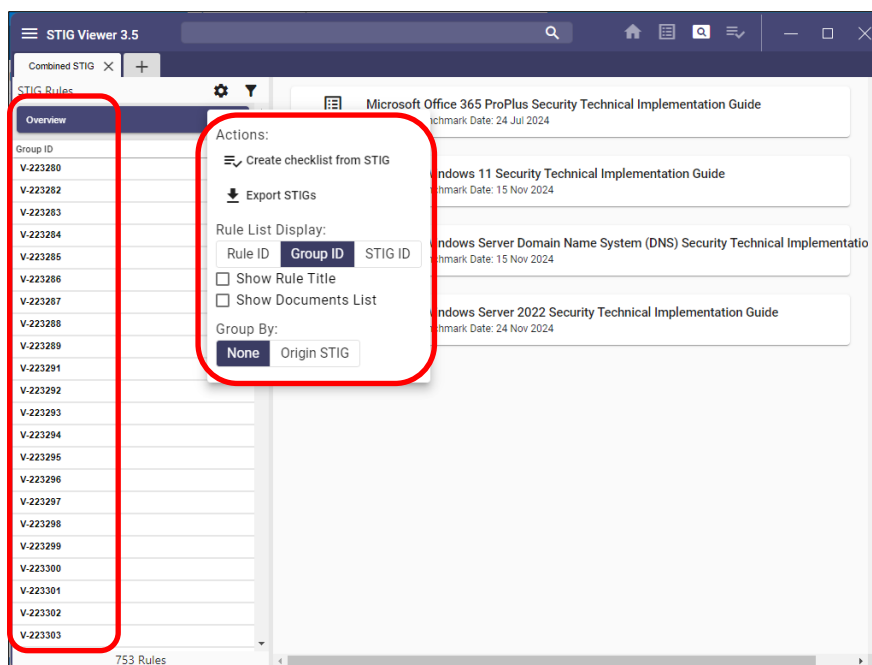 STIG Viewer 3.5
Combined STIG
STIG Rules
Overview
Group ID
V-223280
V-223282
V-223283
V-223284
V-223285
V-223286
V-223287
V-223288
V-223289
V-223291
V-223292
V-223293
V-223294
V-223295
V-223296
V-223297
V-223298
V-223299
V-223300
V-223301
V-223302
V-223303
753 Rules
Actions:
Create checklist from STIG
Export STIGs
Rule List Display:
Rule ID Group ID STIG ID
Show Rule Title
Show Documents List
Group By:
None Origin STIG
Microsoft Office 365 ProPlus Security Technical Implementation Guide
nchmark Date: 24 Jul 2024
indows 11 Security Technical Implementation Guide
nchmark Date: 15 Nov 2024
indows Server Domain Name System (DNS) Security Technical Implementatio
nchmark Date: 15 Nov 2024
indows Server 2022 Security Technical Implementation Guide
nchmark Date: 24 Nov 2024